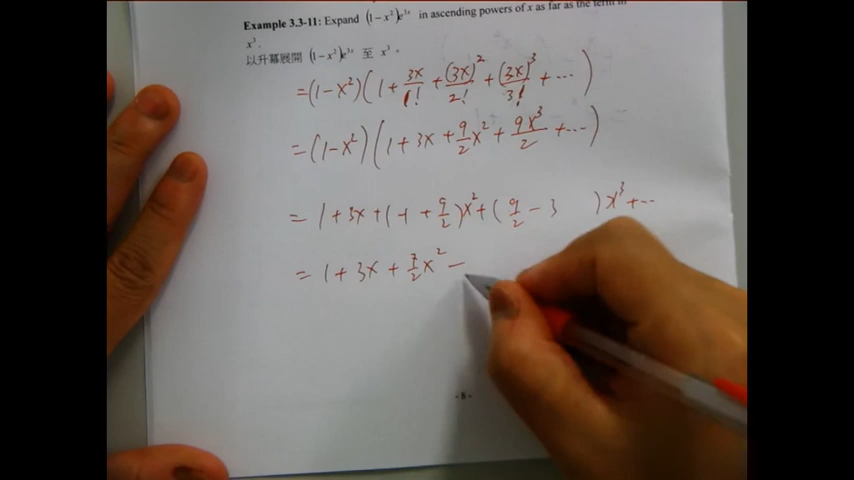 Example 3.3-11: Expand (1−x²)e³ˣ in ascending powers of x as far as the term in
x³.
以升冪展開 (1−x²)e³ˣ 至 x³。
=(1−x²)(1+3x/1!+(3x)²/2!+(3x)³/3!+⋯)
=(1−x²)(1+3x+9/2x²+9x³/2+⋯)
=1+3x+(−1+9/2)x²+(9/2−3 )x³+⋯
=1+3x+7/2x²−
- 8 -